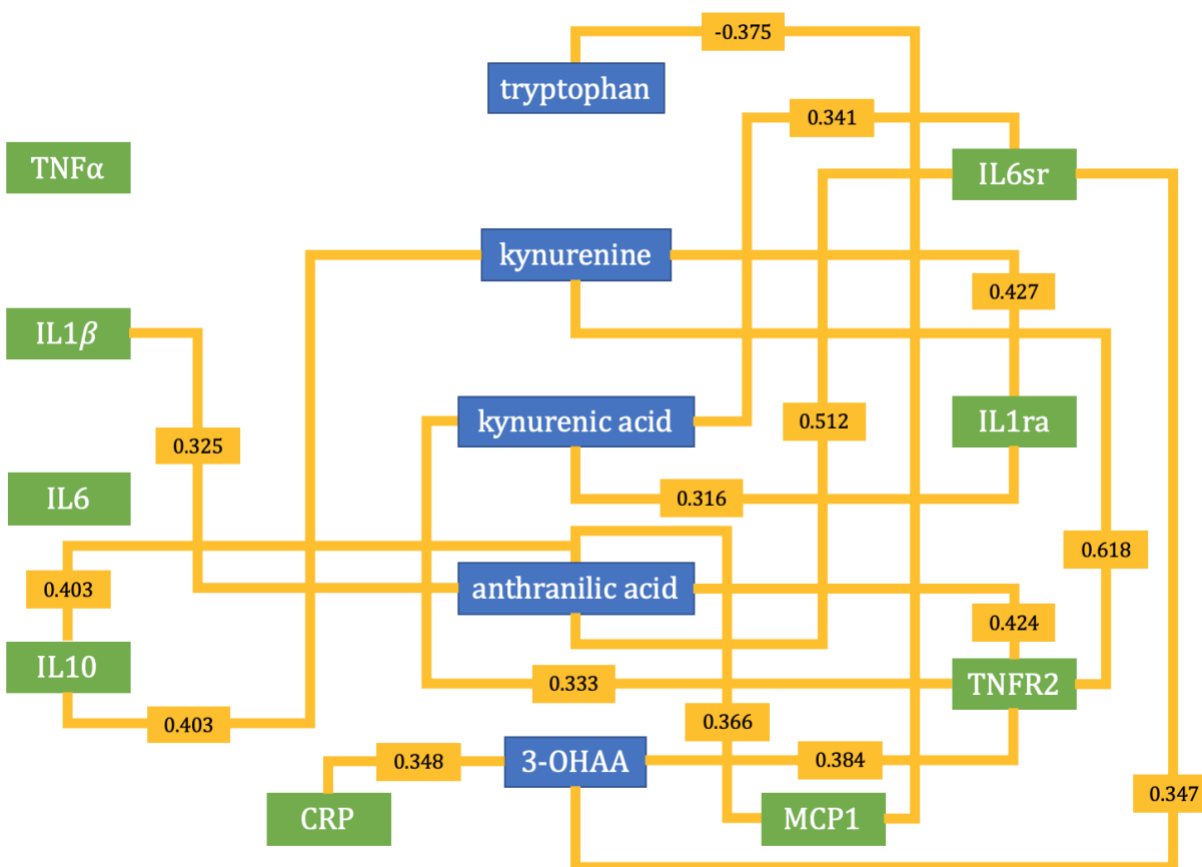 -0.375
tryptophan
0.341
TNFα
IL6sr
kynurenine
0.427
IL1β
kynurenic acid
0.512
IL1ra
0.325
0.316
IL6
0.618
0.403
anthranilic acid
0.424
IL10
0.333
TNFR2
0.403
0.366
0.348
3-OHAA
0.384
0.347
CRP
MCP1